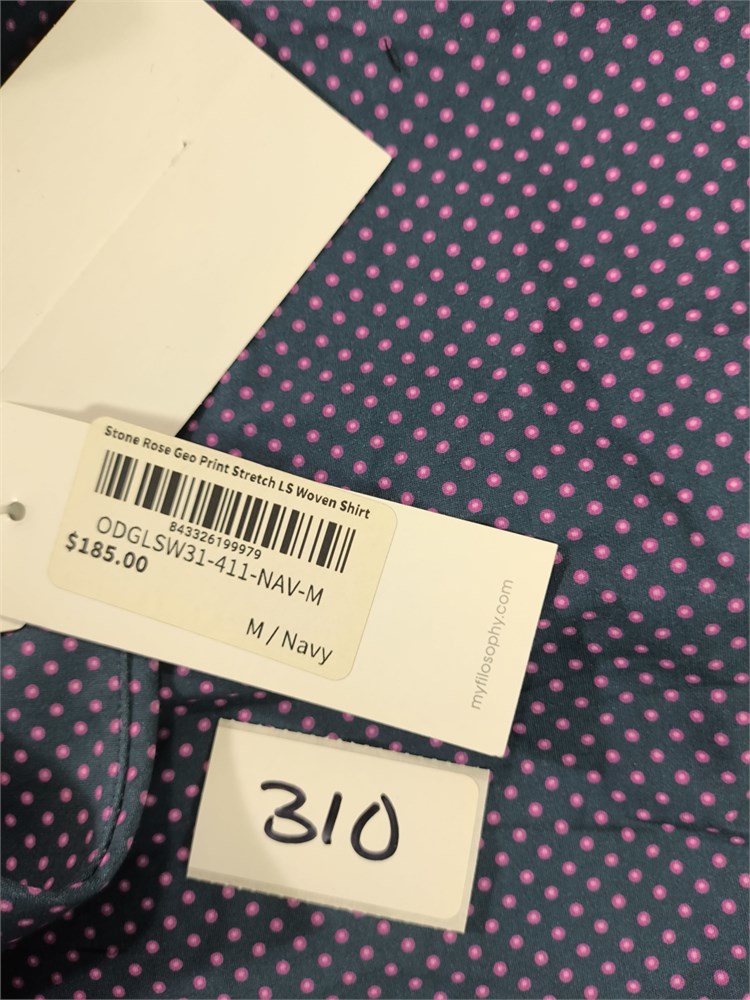 Stone Rose Geo Print Stretch LS Woven Shirt
843326199979
ODGLSW31-411-NAV-M
$185.00
M / Navy
myfilosophy.com
310